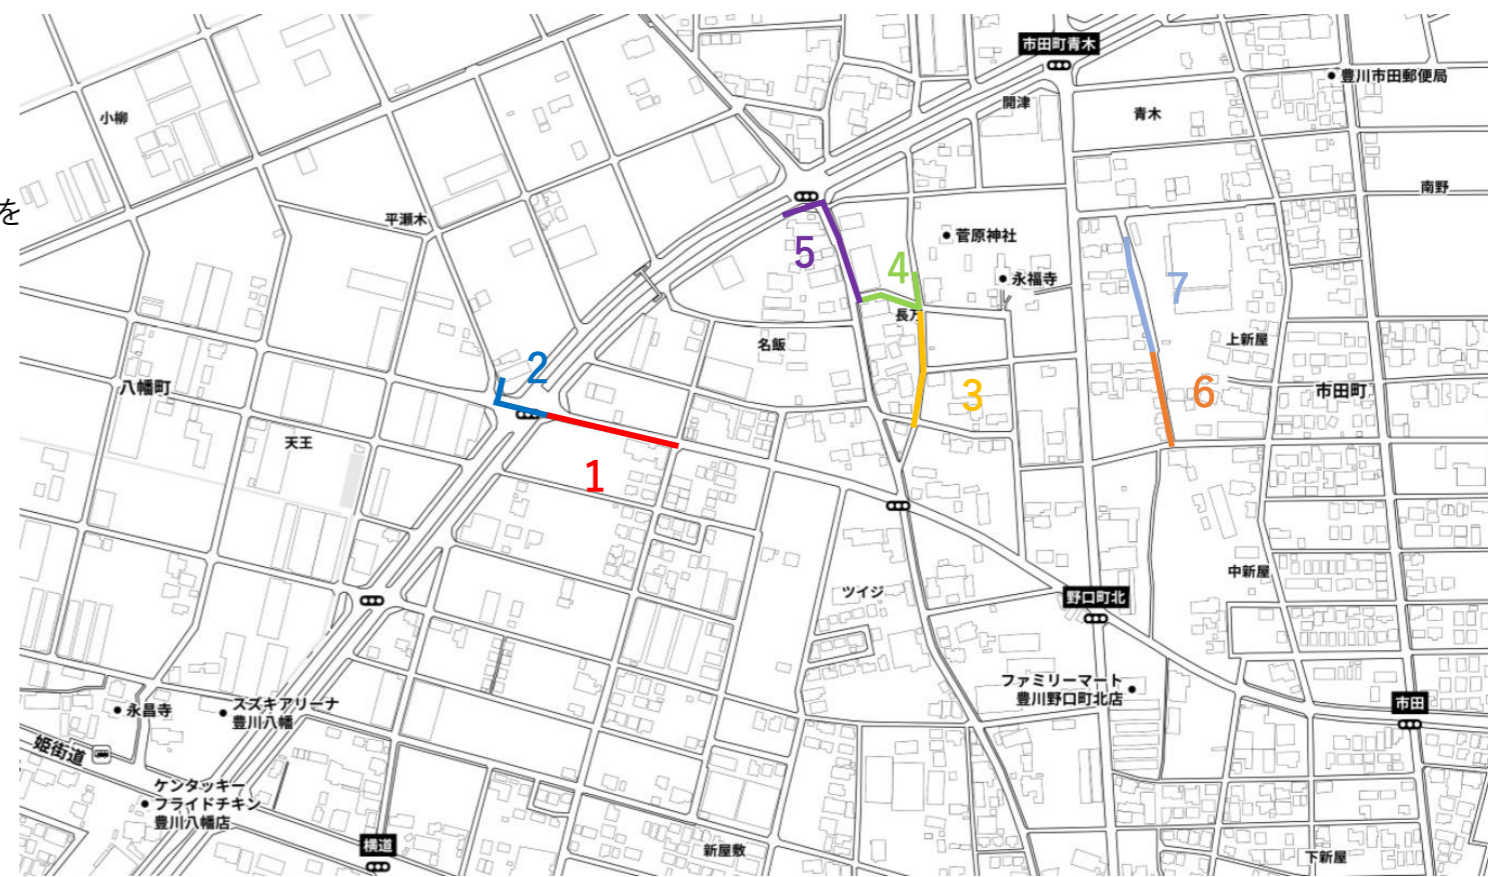 市田町青木
豊川市田郵便局
開津
青木
小柳
南野
を
平瀬木
菅原神社
5
4
永福寺
7
長方
上新屋
名飯
2
八幡町
市田町
6
3
天王
1
中新屋
ツイジ
野口町北
ファミリーマート
豊川野口町北店
市田
永昌寺
スズキアリーナ
豊川八幡
姫街道
ケンタッキー
フライドチキン
豊川八幡店
横道
新屋敷
下新屋